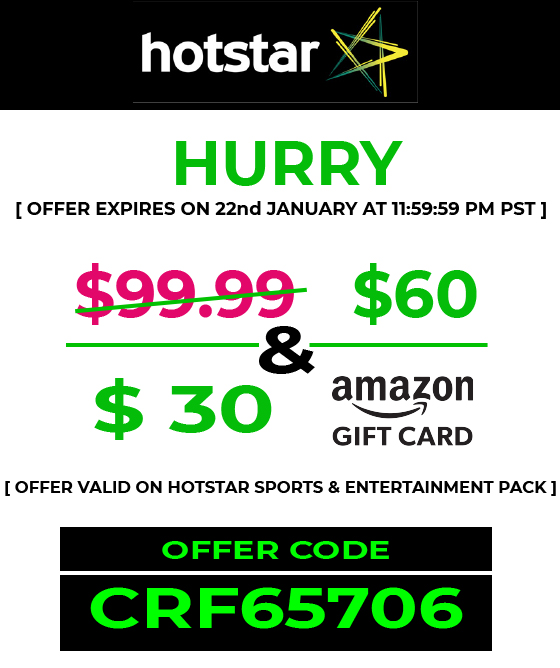 hotstar
HURRY
[ OFFER EXPIRES ON 22nd JANUARY AT 11:59:59 PM PST ]
$99.99 $60
&
$ 30 amazon
GIFT CARD
[ OFFER VALID ON HOTSTAR SPORTS & ENTERTAINMENT PACK ]
OFFER CODE
CRF65706